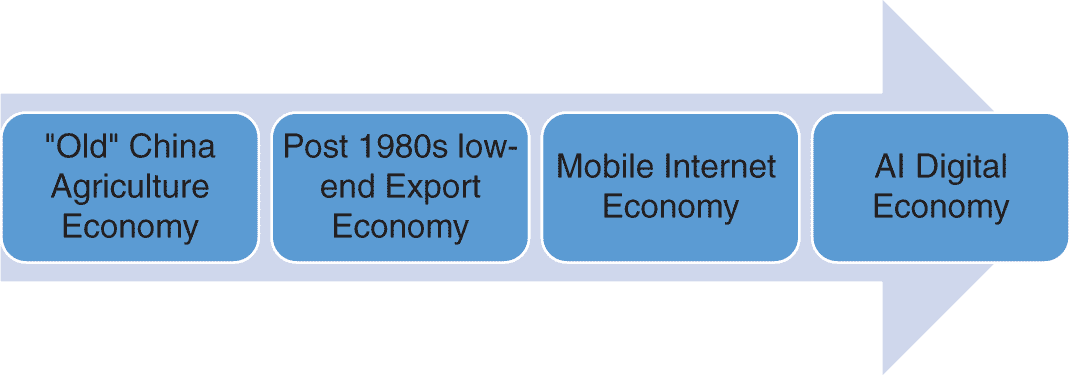 "Old" China
Agriculture
Economy
Post 1980s low-
end Export
Economy
Mobile Internet
Economy
AI Digital
Economy